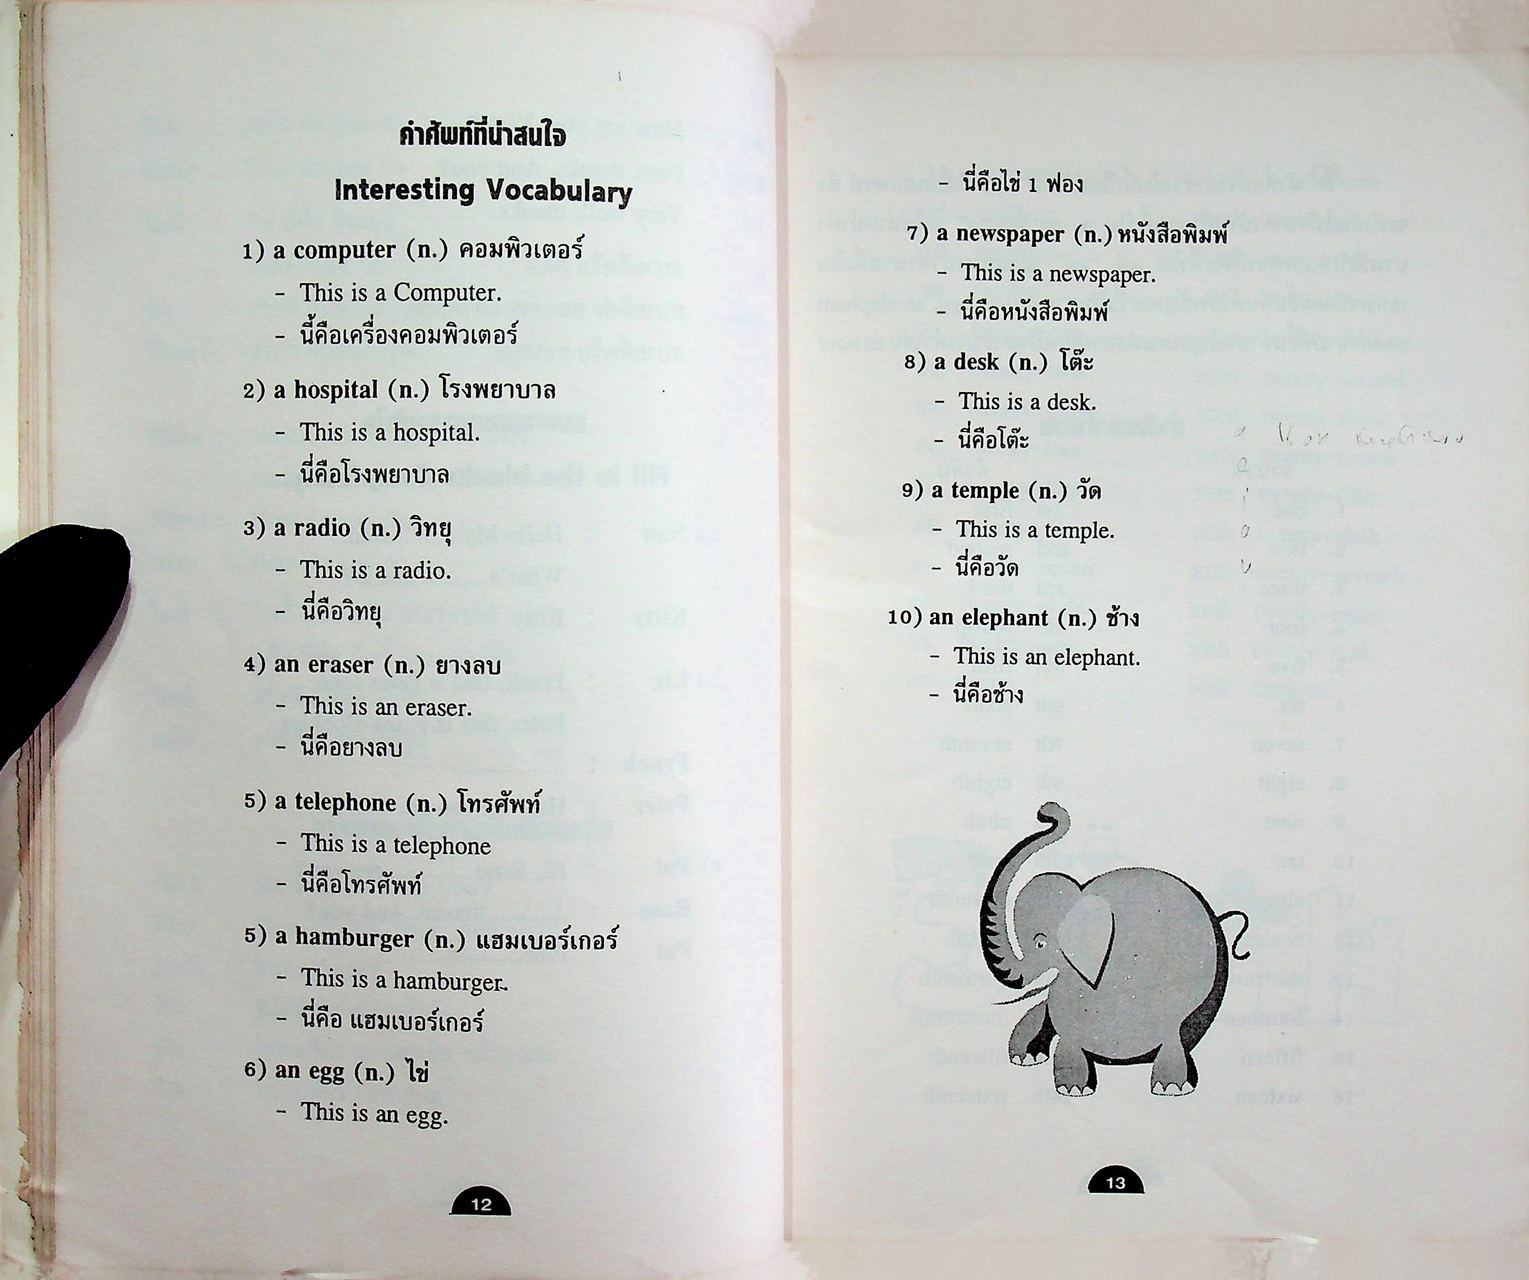 คำศัพท์ที่น่าสนใจ
Interesting Vocabulary
1) a computer (n.) คอมพิวเตอร์
- This is a Computer.
- นี้คือเครื่องคอมพิวเตอร์
2) a hospital (n.) โรงพยาบาล
- This is a hospital.
- นี่คือโรงพยาบาล
3) a radio (n.) วิทยุ
- This is a radio.
- นี่คือวิทยุ
4) an eraser (n.) ยางลบ
- This is an eraser.
- นี่คือยางลบ
5) a telephone (n.) โทรศัพท์
- This is a telephone
- นี่คือโทรศัพท์
5) a hamburger (n.) แฮมเบอร์เกอร์
- This is a hamburger.
- นี่คือ แฮมเบอร์เกอร์
6) an egg (n.) ไข่
- This is an egg.
12
- นี่คือไข่ 1 ฟอง
7) a newspaper (n.) หนังสือพิมพ์
- This is a newspaper.
- นี่คือหนังสือพิมพ์
8) a desk (n.) โต๊ะ
- This is a desk.
- นี่คือโต๊ะ
9) a temple (n.) วัด
- This is a temple.
- นี่คือวัด
10) an elephant (n.) ช้าง
- This is an elephant.
- นี่คือช้าง
a
e
i
o
u
13